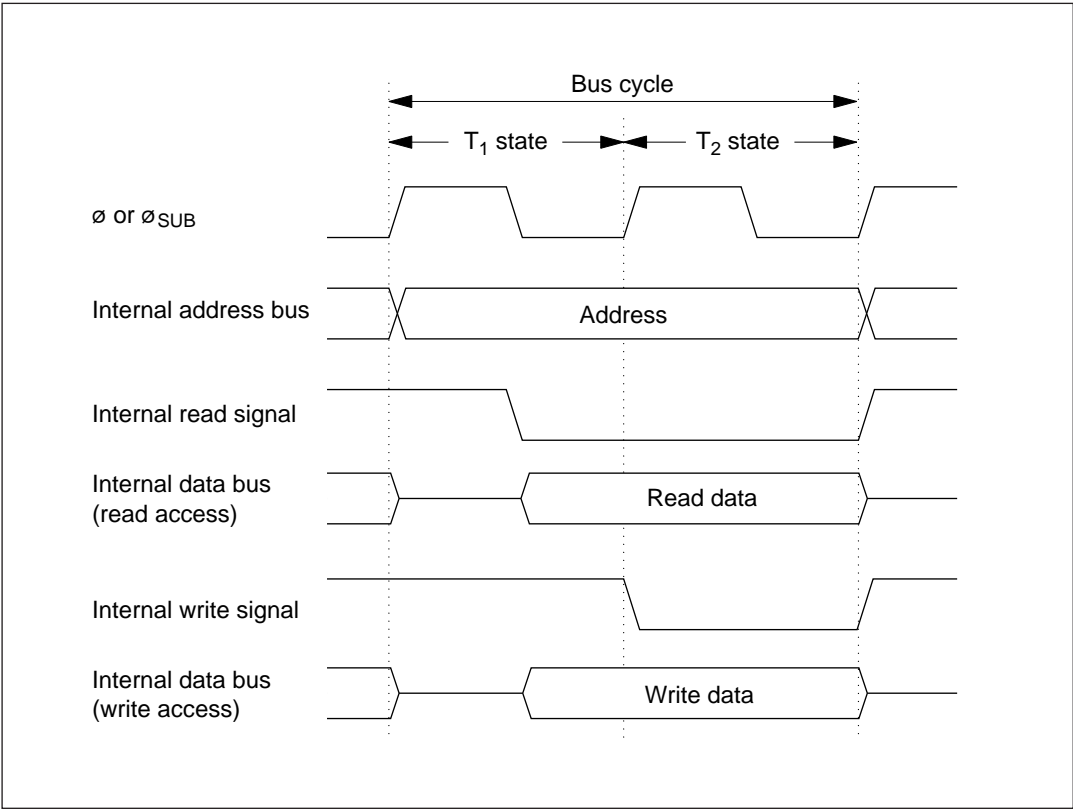 Bus cycle
T1 state
T2 state
ø or øSUB
Internal address bus
Address
Internal read signal
Internal data bus
(read access)
Read data
Internal write signal
Internal data bus
(write access)
Write data